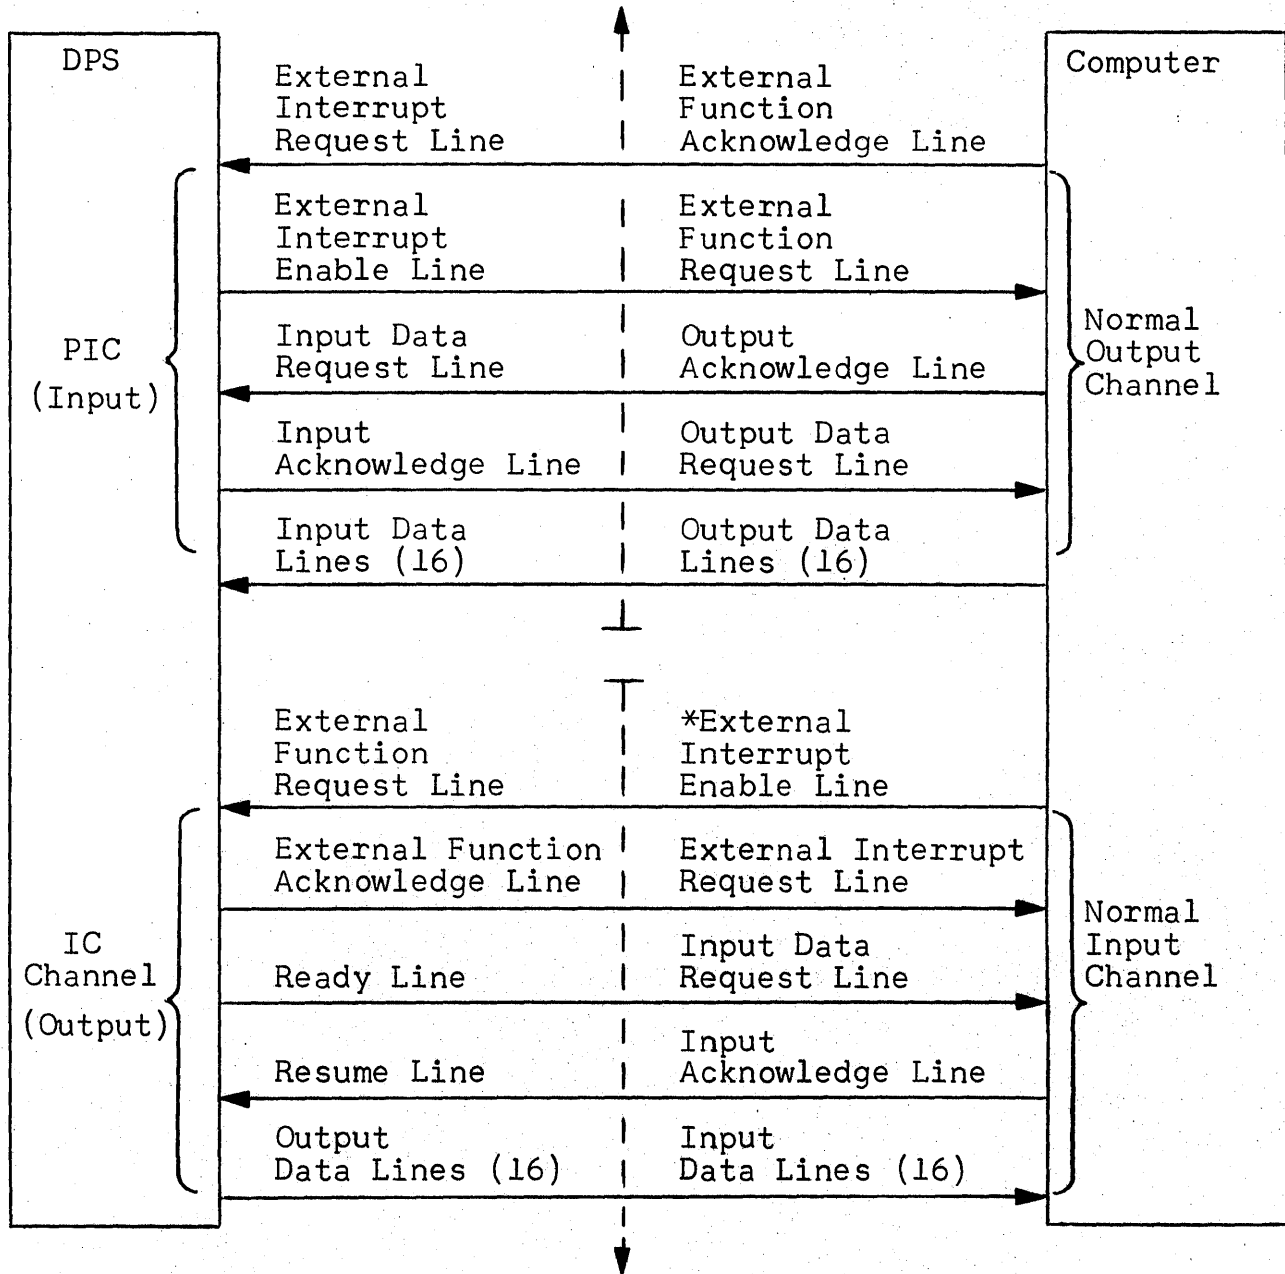 DPS
Computer
External
Interrupt
Request Line
External
Function
Acknowledge Line
External
Interrupt
Enable Line
External
Function
Request Line
PIC
(Input)
Input Data
Request Line
Output
Acknowledge Line
Normal
Output
Channel
Input
Acknowledge Line
Output Data
Request Line
Input Data
Lines (16)
Output Data
Lines (16)
External
Function
Request Line
*External
Interrupt
Enable Line
External Function
Acknowledge Line
External Interrupt
Request Line
IC
Channel
(Output)
Ready Line
Input Data
Request Line
Normal
Input
Channel
Resume Line
Input
Acknowledge Line
Output
Data Lines (16)
Input
Data Lines (16)